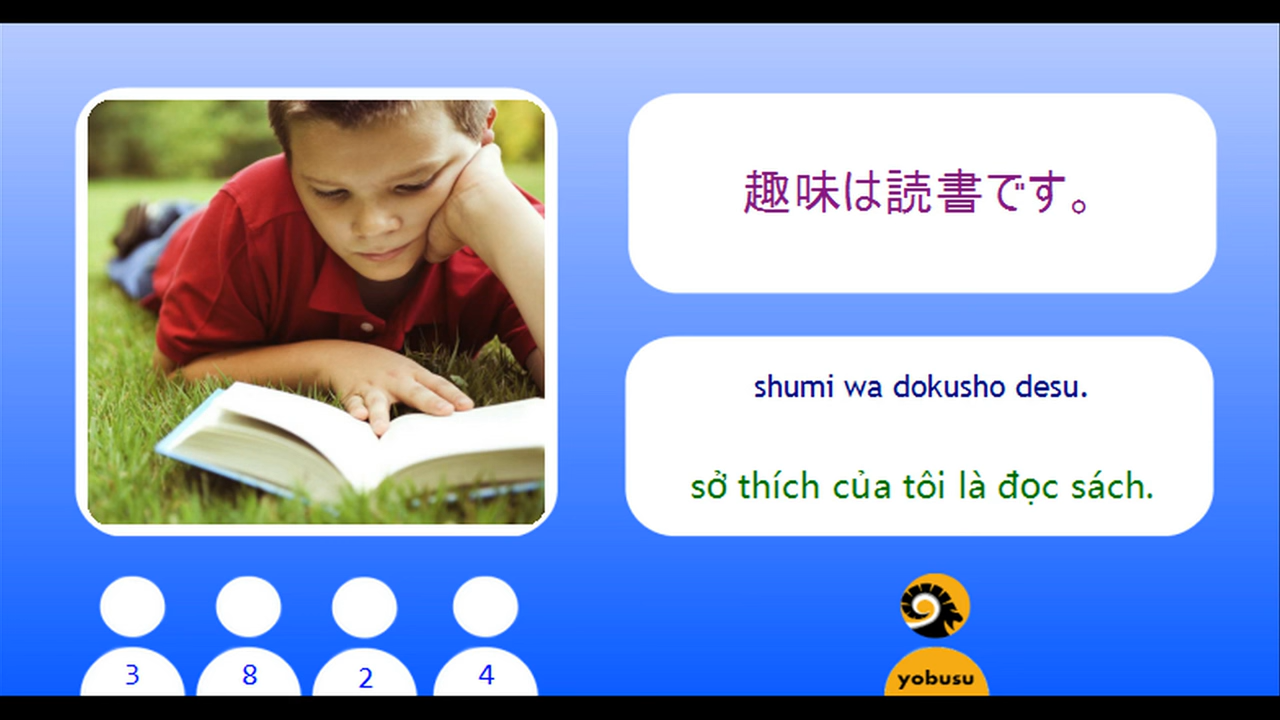 趣味は読書です。
shumi wa dokusho desu.
sở thích của tôi là đọc sách.
3 8 2 4
yobusu